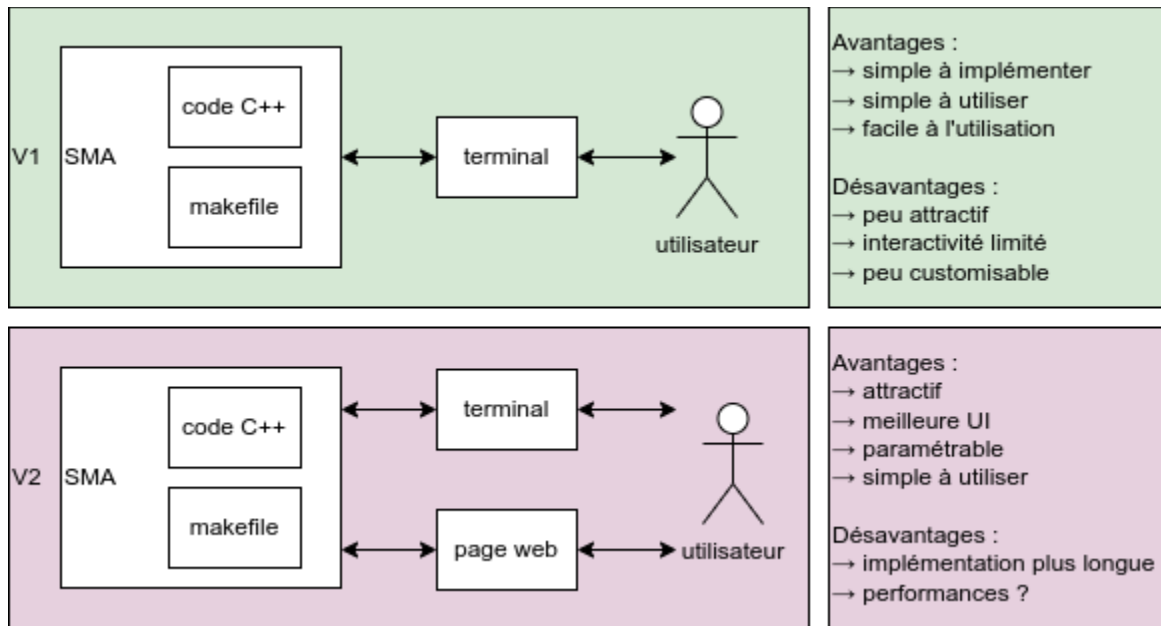 V1
SMA
code C++
makefile
terminal
utilisateur
Avantages :
→ simple à implémenter
→ simple à utiliser
→ facile à l'utilisation
Désavantages :
→ peu attractif
→ interactivité limité
→ peu customisable
V2
SMA
code C++
makefile
terminal
page web
utilisateur
Avantages :
→ attractif
→ meilleure UI
→ paramétrable
→ simple à utiliser
Désavantages :
→ implémentation plus longue
→ performances ?